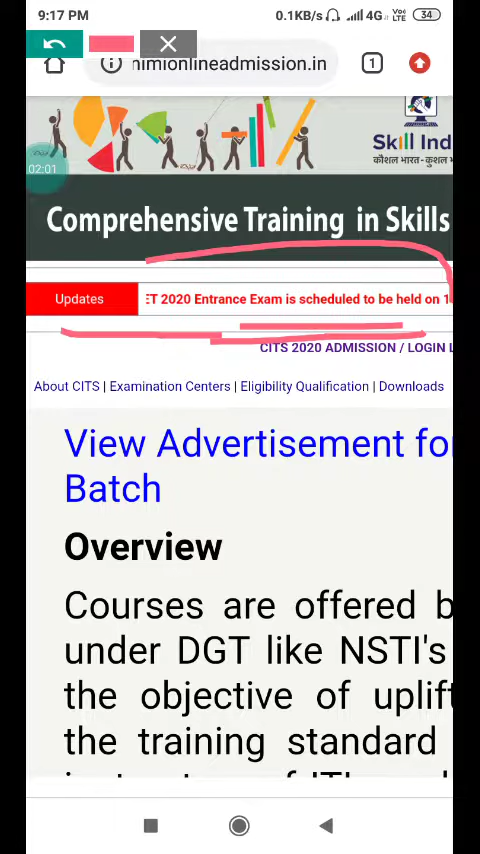 9:17 PM 0.1KB/s 4G Vo LTE 34
nimionlineadmission.in 1
Skill Ind
कौशल भारत - कुशल भ
02:01
Comprehensive Training in Skills
Updates ET 2020 Entrance Exam is scheduled to be held on 1
CITS 2020 ADMISSION / LOGIN L
About CITS | Examination Centers | Eligibility Qualification | Downloads
View Advertisement fo
Batch
Overview
Courses are offered b
under DGT like NSTI's
the objective of uplift
the training standard